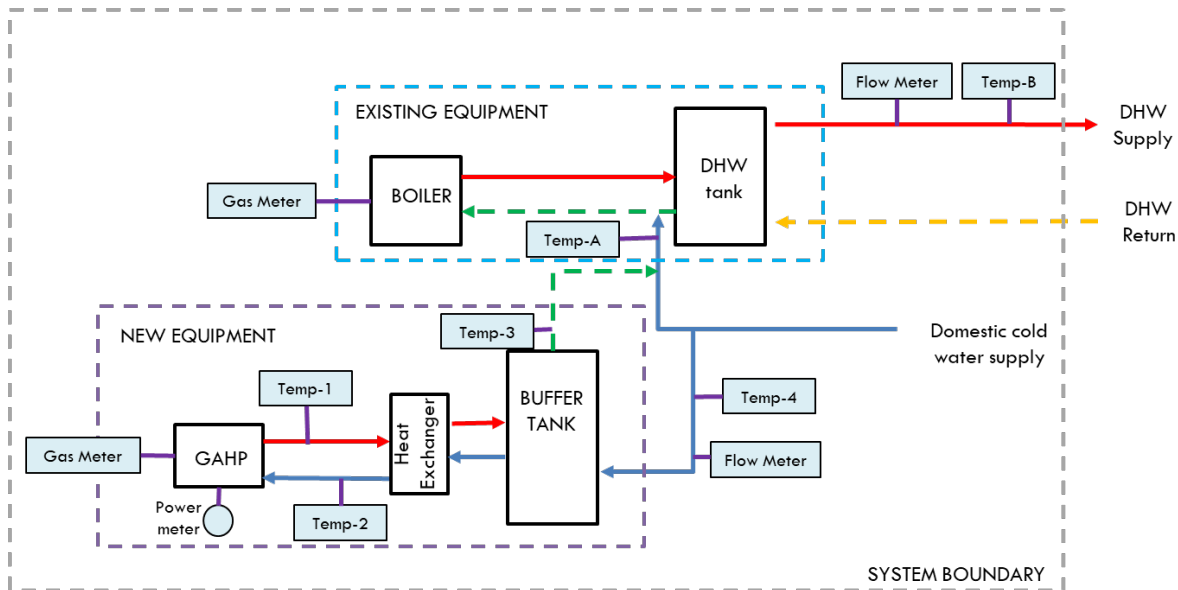 Flow Meter
Temp-B
EXISTING EQUIPMENT
DHW
Supply
BOILER
DHW
tank
Gas Meter
DHW
Return
Temp-A
NEW EQUIPMENT
Temp-3
Domestic cold
water supply
Temp-1
BUFFER
TANK
Temp-4
Heat
Exchanger
Gas Meter
GAHP
Flow Meter
Power
meter
Temp-2
SYSTEM BOUNDARY